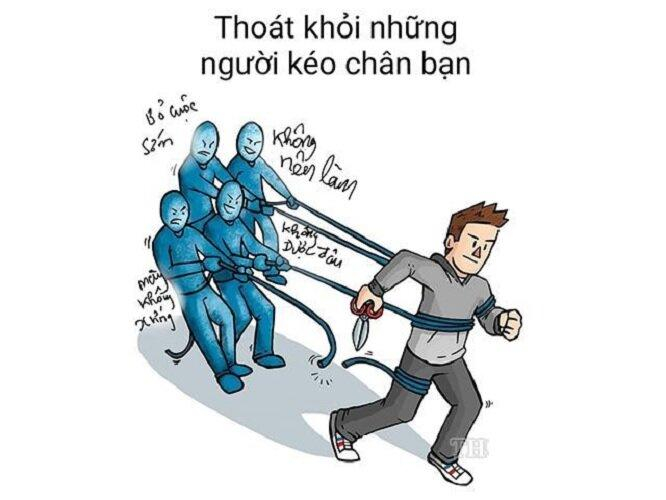 Thoát khỏi những
người kéo chân bạn
Bỏ cuộc
sớm
không
nên làm
không
được đâu
mày
không
xứng
TH